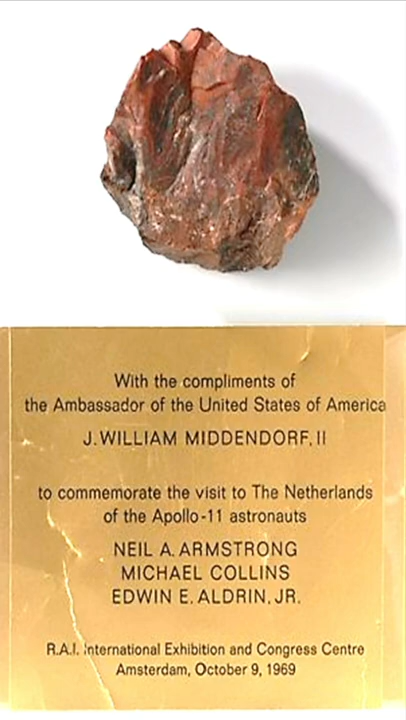 With the compliments of
the Ambassador of the United States of America
J. WILLIAM MIDDENDORF, II
to commemorate the visit to The Netherlands
of the Apollo-11 astronauts
NEIL A. ARMSTRONG
MICHAEL COLLINS
EDWIN E. ALDRIN, JR.
R.A.I. International Exhibition and Congress Centre
Amsterdam, October 9, 1969